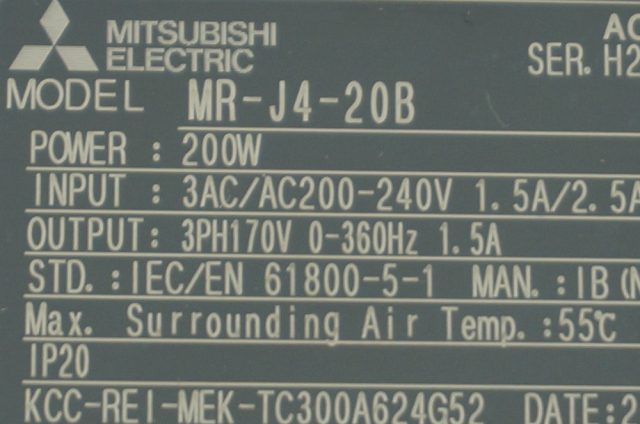 MITSUBISHI
ELECTRIC
AC
SER. H2
MODEL MR-J4-20B
POWER : 200W
INPUT : 3AC/AC200-240V 1.5A/2.5A
OUTPUT: 3PH170V 0-360Hz 1.5A
STD. : IEC/EN 61800-5-1 MAN. : IB(N
Max. Surrounding Air Temp. :55℃
IP20
KCC-REI-MEK-TC300A624G52 DATE:2